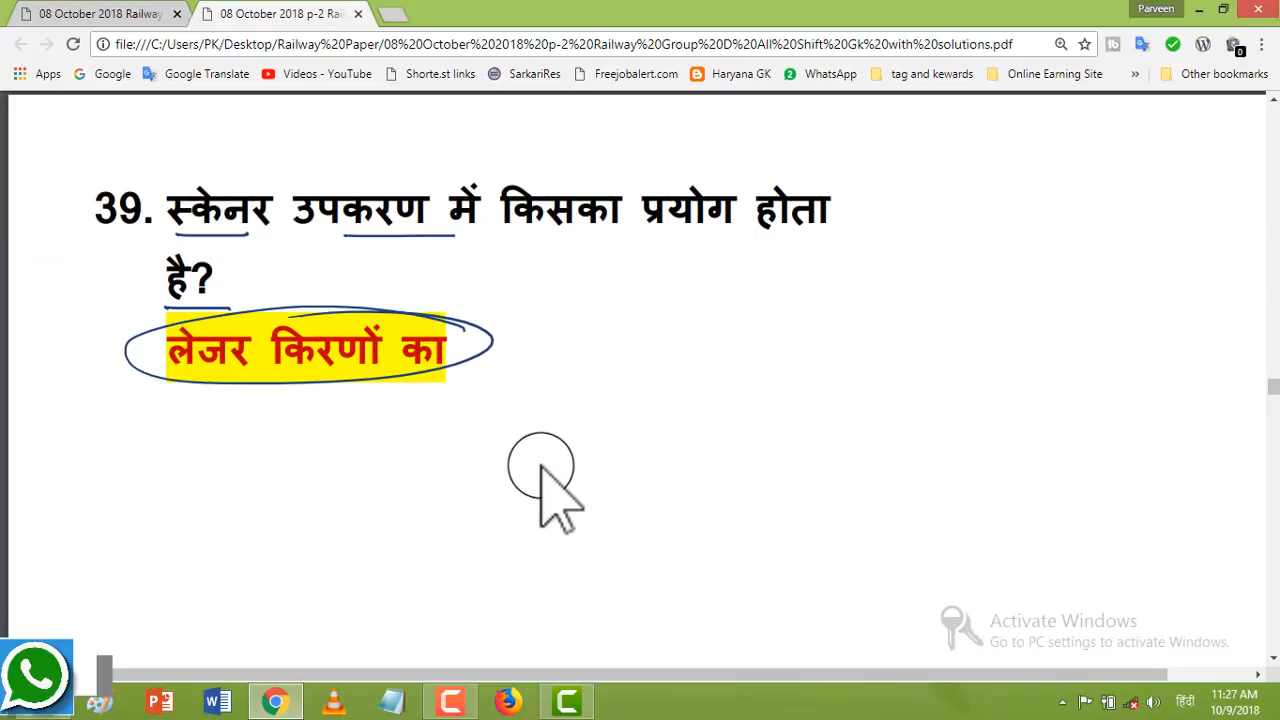 08 October 2018 Railway
08 October 2018 p-2 Rail
Parveen
file:///C:/Users/PK/Desktop/Railway%20Paper/08%20October%202018%20p-2%20Railway%20Group%20D%20All%20Shift%20Gk%20with%20solutions.pdf
Apps Google Google Translate Videos - YouTube Shorte.st links SarkariRes Freejobalert.com Haryana GK 2 WhatsApp tag and kewards Online Earning Site » Other bookmarks
39. स्केनर उपकरण में किसका प्रयोग होता
है?
लेजर किरणों का
Activate Windows
Go to PC settings to activate Windows.
हिंदी
11:27 AM
10/9/2018